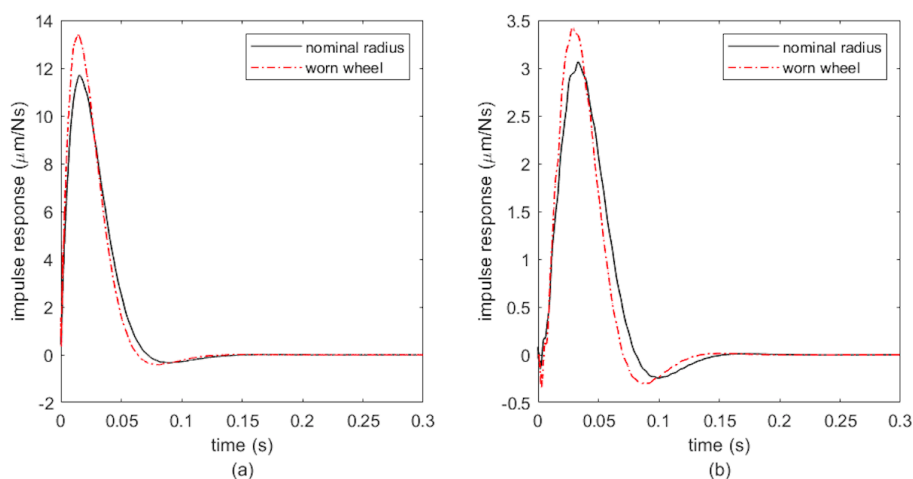 14
12
10
8
6
4
2
0
-2
impulse response (μm/Ns)
nominal radius
worn wheel
0 0.05 0.1 0.15 0.2 0.25 0.3
time (s)
(a)
3.5
3
2.5
2
1.5
1
0.5
0
-0.5
impulse response (μm/Ns)
nominal radius
worn wheel
0 0.05 0.1 0.15 0.2 0.25 0.3
time (s)
(b)